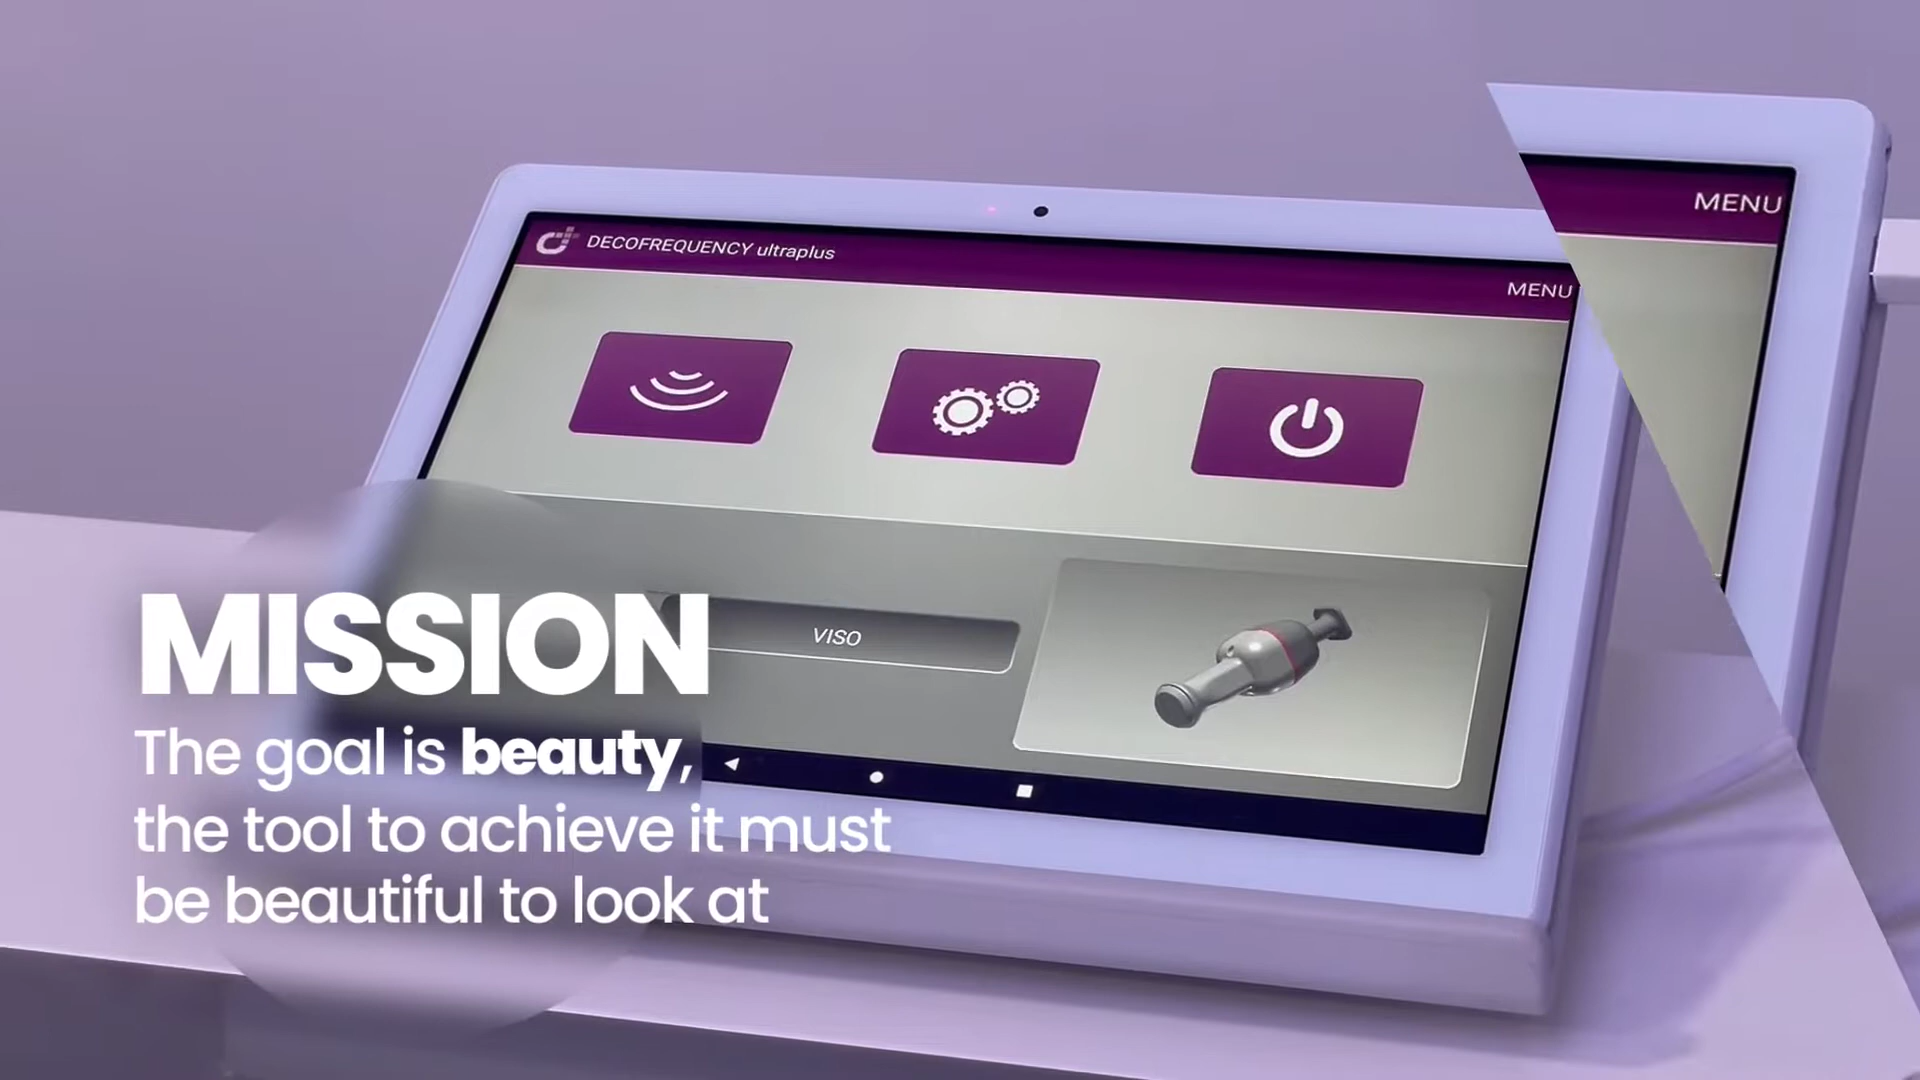 DECOFREQUENCY ultraplus
MENU
MENU
VISO
MISSION
The goal is beauty,
the tool to achieve it must
be beautiful to look at